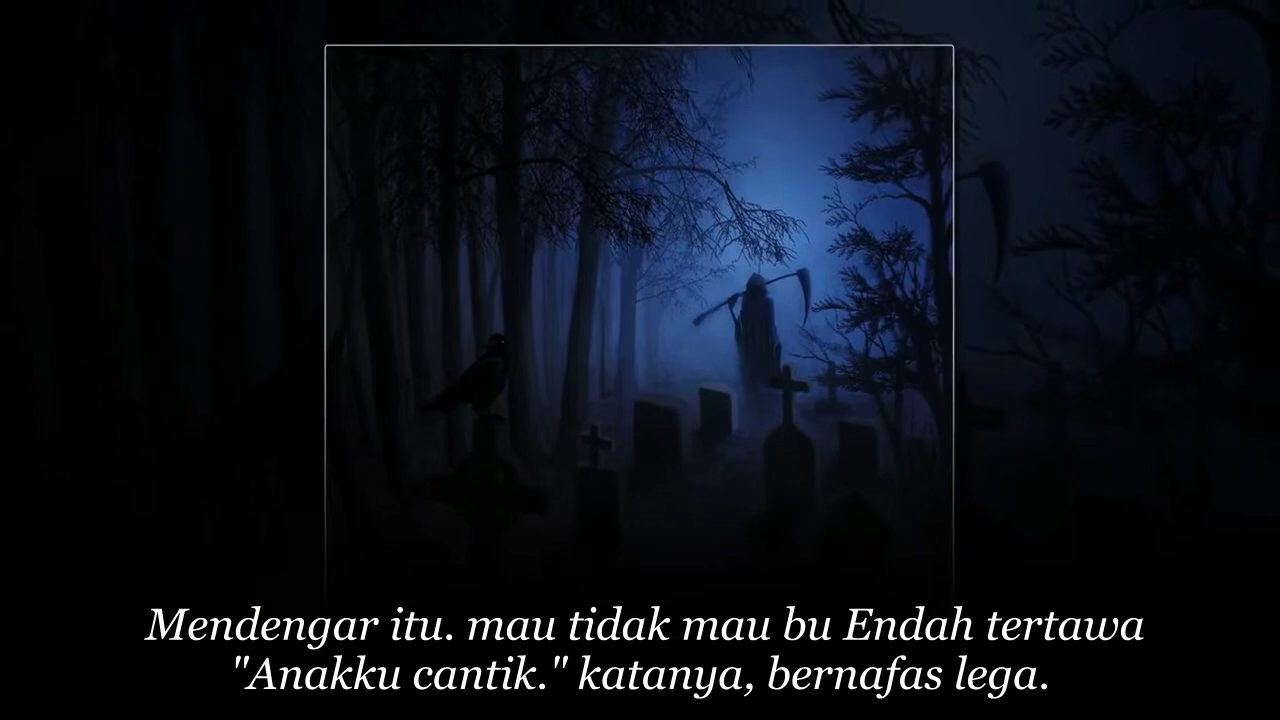 Mendengar itu. mau tidak mau bu Endah tertawa
"Anakku cantik." katanya, bernafas lega.